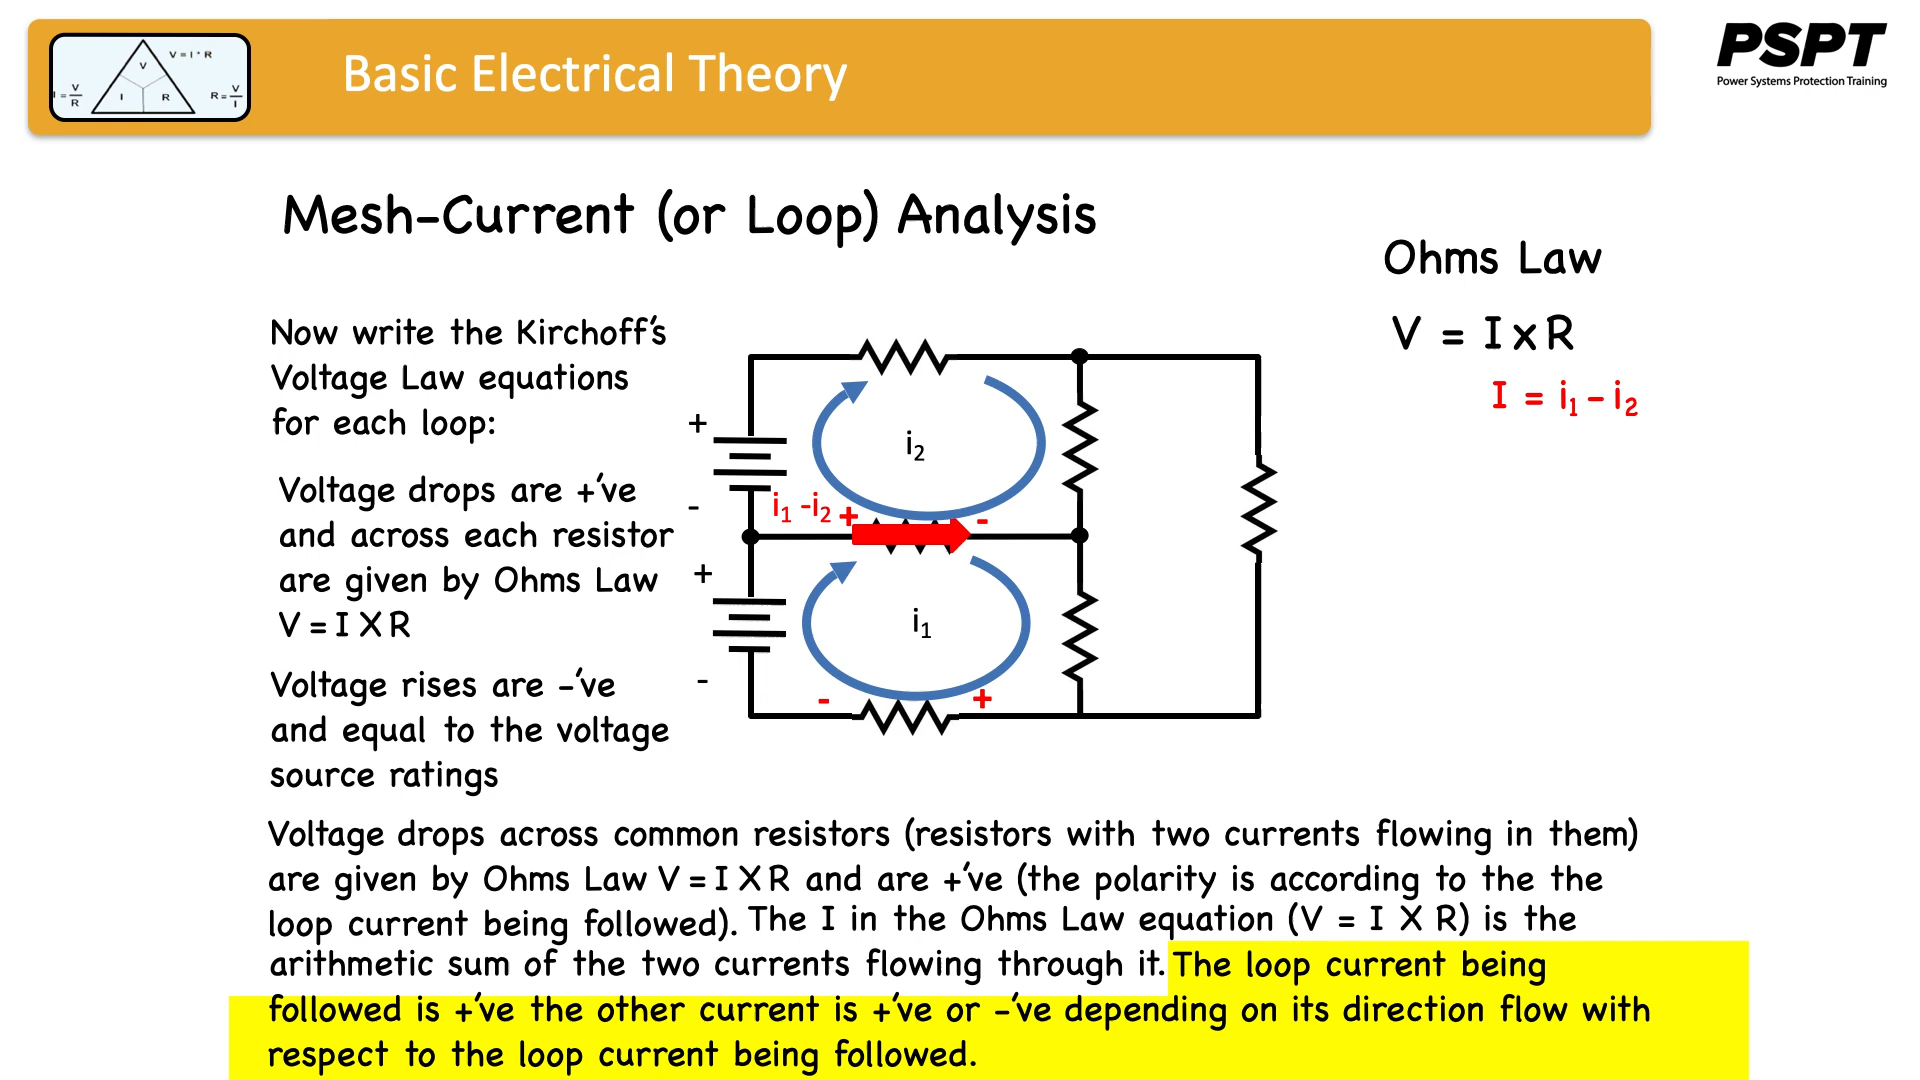 V = I * R
V
I = V/R
I
R
R = V/I
Basic Electrical Theory
PSPT
Power Systems Protection Training
Mesh-Current (or Loop) Analysis
Ohms Law
V = I x R
I = i1 - i2
Now write the Kirchoff's
Voltage Law equations
for each loop:
Voltage drops are +'ve
and across each resistor
are given by Ohms Law
V = I X R
Voltage rises are -'ve
and equal to the voltage
source ratings
+
-
+
-
i2
i1 -i2
+
-
i1
-
+
Voltage drops across common resistors (resistors with two currents flowing in them)
are given by Ohms Law V = I X R and are +'ve (the polarity is according to the the
loop current being followed). The I in the Ohms Law equation (V = I X R) is the
arithmetic sum of the two currents flowing through it. The loop current being
followed is +'ve the other current is +'ve or -'ve depending on its direction flow with
respect to the loop current being followed.